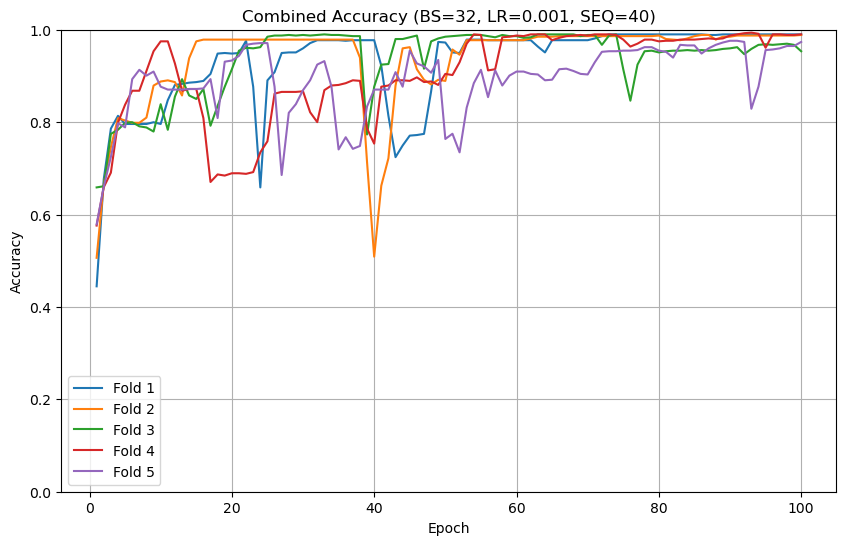 Combined Accuracy (BS=32, LR=0.001, SEQ=40)
Accuracy
1.0
0.8
0.6
0.4
0.2
0.0
Fold 1
Fold 2
Fold 3
Fold 4
Fold 5
0 20 40 60 80 100
Epoch